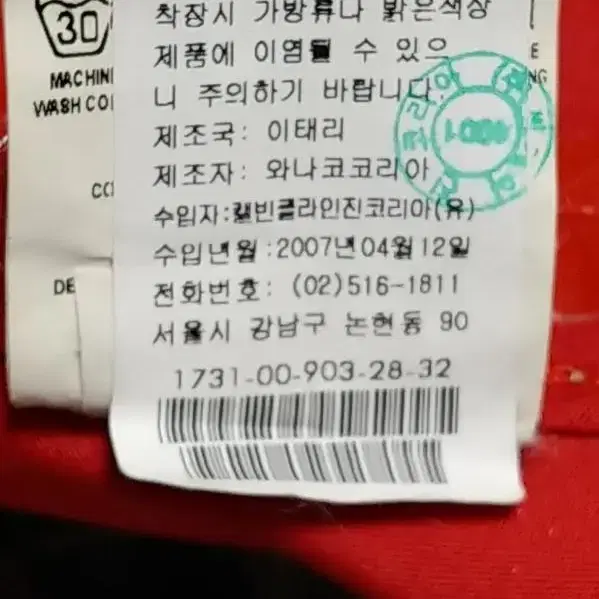 30
MACHIN
WASH CO
DE
착장시 가방류나 밝은색상
제품에 이염될 수 있으
니 주의하기 바랍니다.
제조국: 이태리
제조자: 와나코코리아
수입자:캘빈클라인진코리아(유)
수입년월:2007년04월12일
전화번호: (02)516-1811
서울시 강남구 논현동 90
1731-00-903-28-32
E
NG